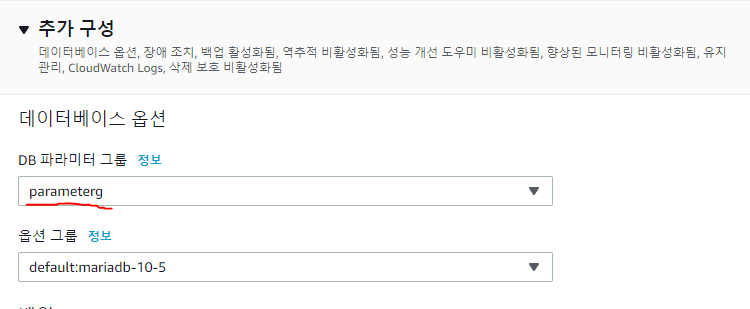 추가 구성
데이터베이스 옵션, 장애 조치, 백업 활성화됨, 역추적 비활성화됨, 성능 개선 도우미 비활성화됨, 향상된 모니터링 비활성화됨, 유지
관리, CloudWatch Logs, 삭제 보호 비활성화됨
데이터베이스 옵션
DB 파라미터 그룹 정보
parameterg
옵션 그룹 정보
default:mariadb-10-5